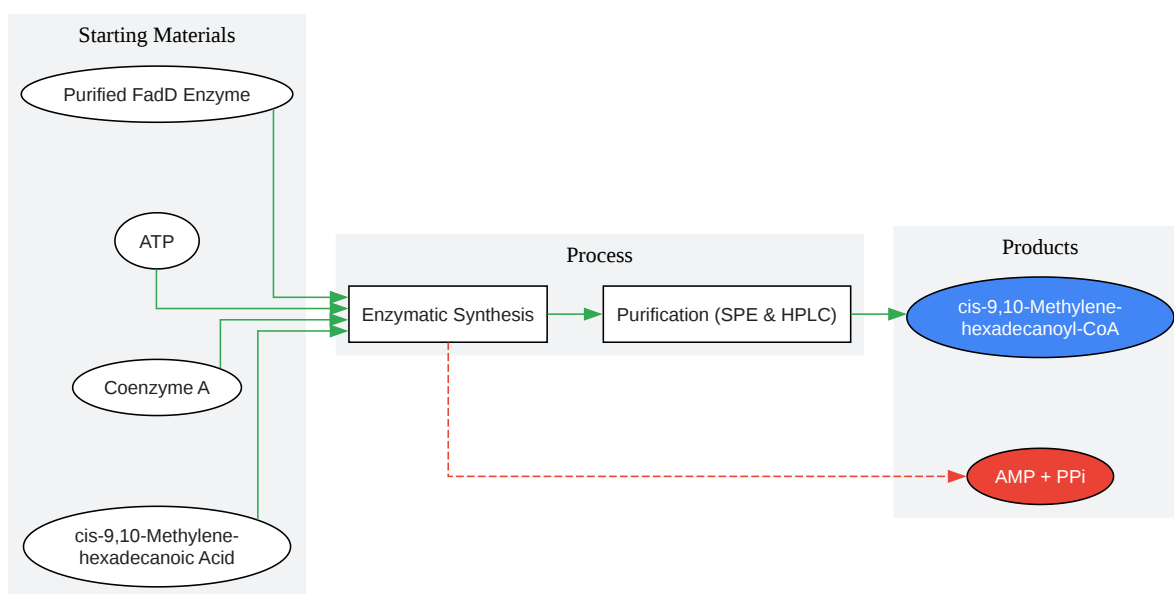 Starting Materials
Purified FadD Enzyme
ATP
Coenzyme A
cis-9,10-Methylene-
hexadecanoic Acid
Process
Enzymatic Synthesis
Purification (SPE & HPLC)
Products
cis-9,10-Methylene-
hexadecanoyl-CoA
AMP + PPi